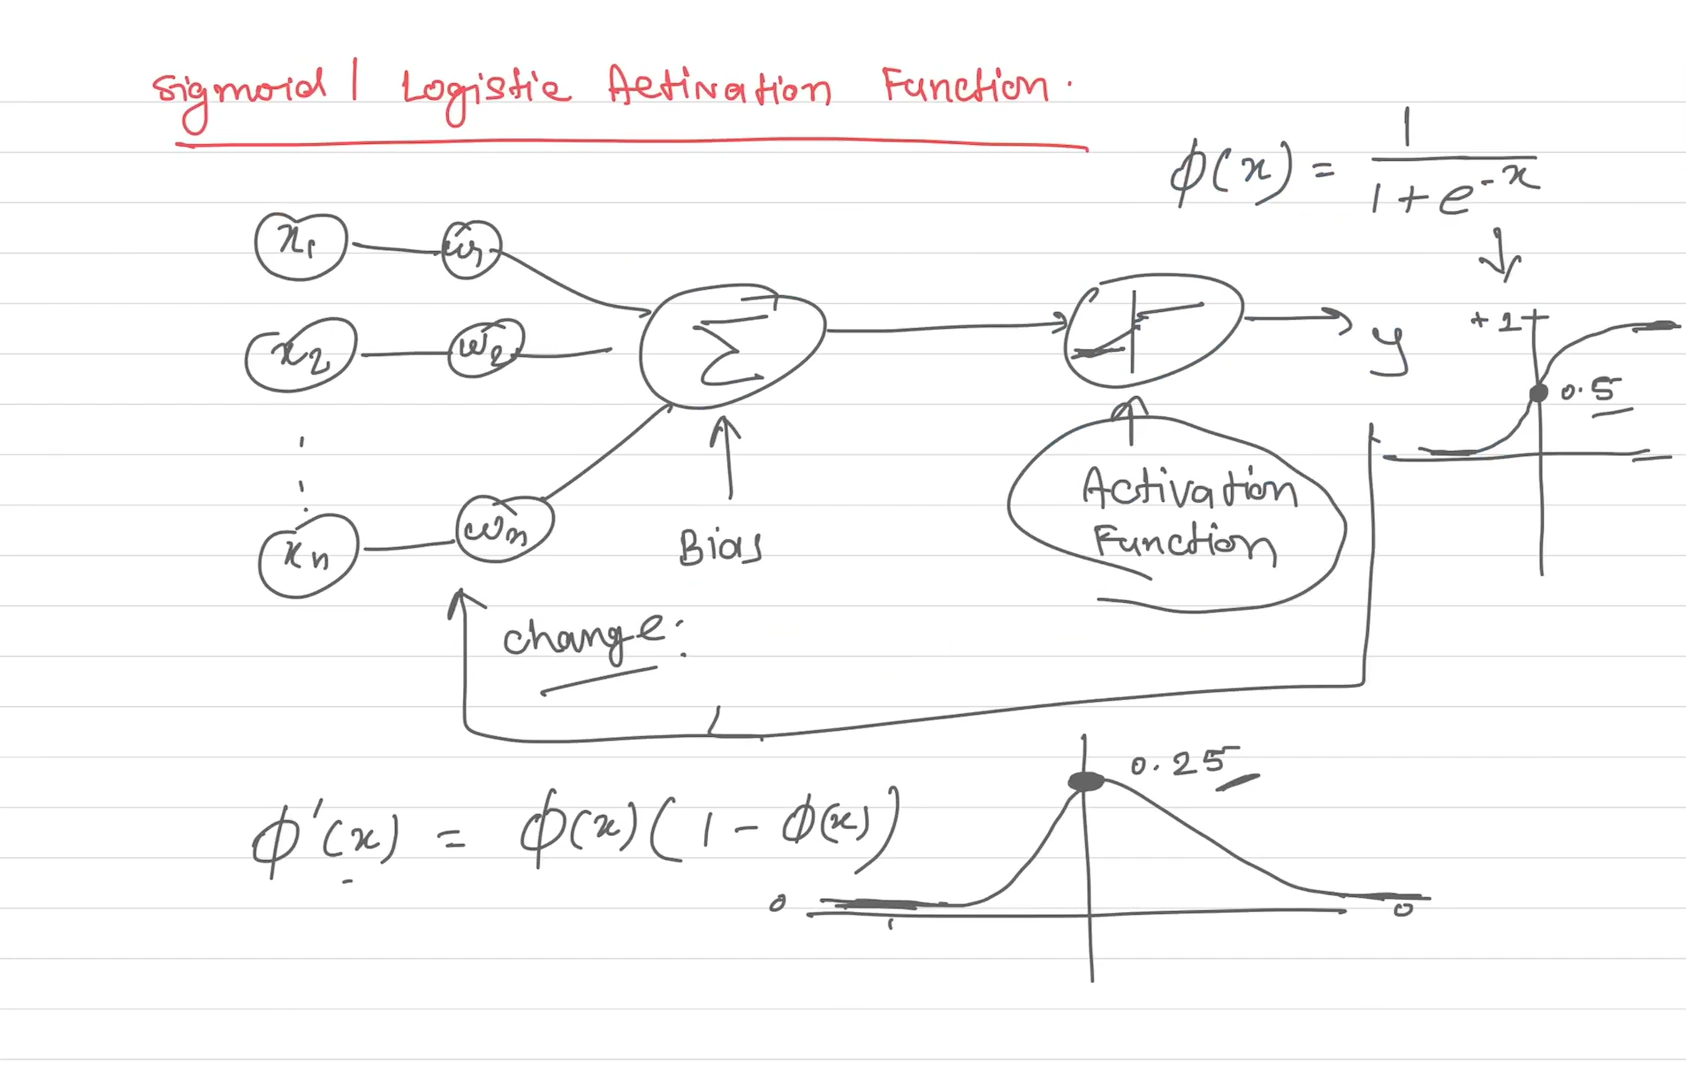 Sigmoid | Logistic Activation Function.
ϕ(x) = 1 / (1 + e^-x)
x₁ w₁
x₂ w₂
Σ
y
+1
0.5
xₙ wₙ
Bias
Activation
Function
change:
ϕ'(x) = ϕ(x)(1 - ϕ(x))
0.25
0
0